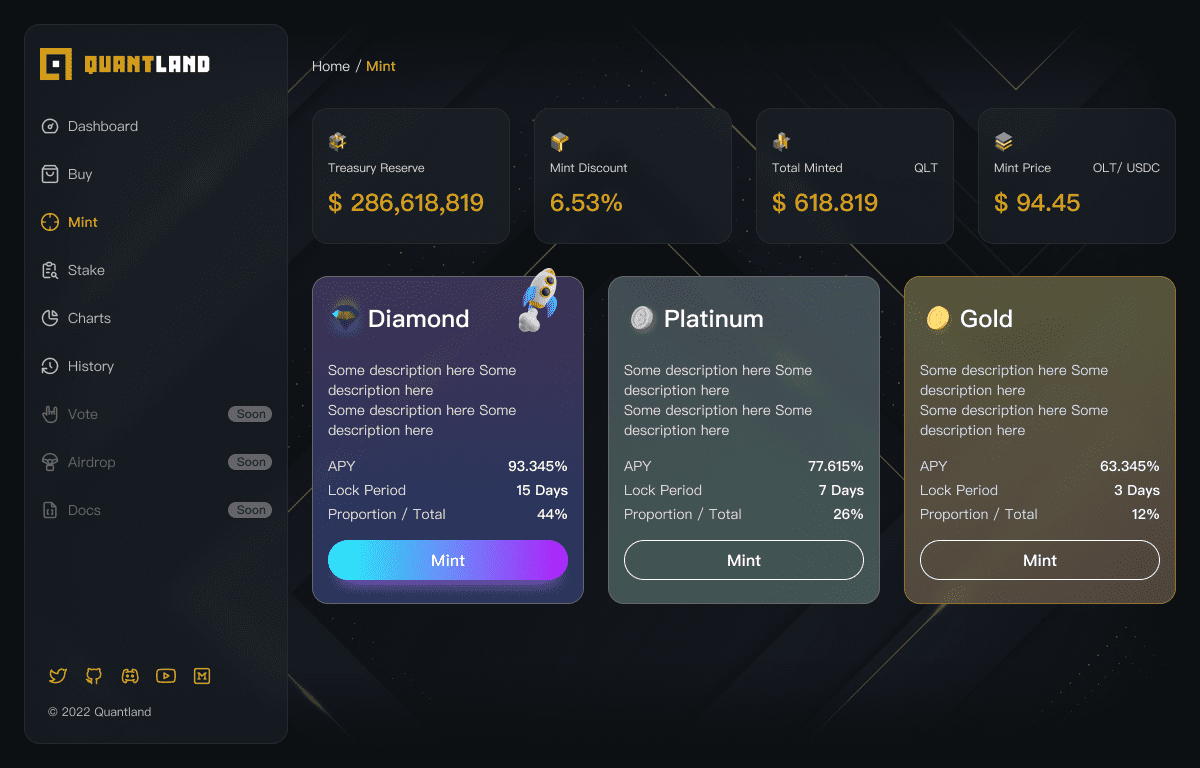 QUANTLAND
Dashboard
Buy
Mint
Stake
Charts
History
Vote Soon
Airdrop Soon
Docs Soon
© 2022 Quantland
Home / Mint
Treasury Reserve
$ 286,618,819
Mint Discount
6.53%
Total Minted QLT
$ 618.819
Mint Price OLT/ USDC
$ 94.45
Diamond
Some description here Some
description here
Some description here Some
description here
APY 93.345%
Lock Period 15 Days
Proportion / Total 44%
Mint
Platinum
Some description here Some
description here
Some description here Some
description here
APY 77.615%
Lock Period 7 Days
Proportion / Total 26%
Mint
Gold
Some description here Some
description here
Some description here Some
description here
APY 63.345%
Lock Period 3 Days
Proportion / Total 12%
Mint